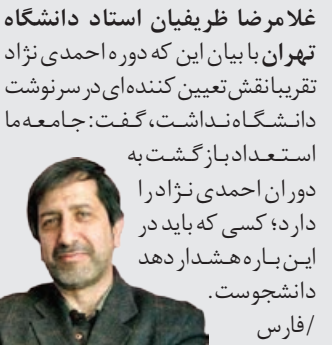 غلامرضا ظریفیان استاد دانشگاه
تهران با بیان این که دوره احمدی نژاد
تقریبا نقش تعیین کننده‌ای در سرنوشت
دانشگاه نداشت، گفت: جامعه ما
استعداد بازگشت به
دوران احمدی نژاد را
دارد؛ کسی که باید در
این باره هشدار دهد
دانشجوست.
/فارس